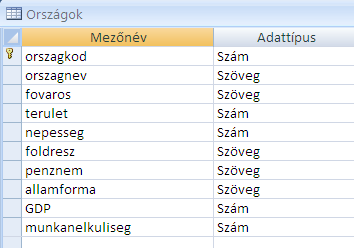 Országok
Mezőnév Adattípus
orszagkod Szám
orszagnev Szöveg
fovaros Szöveg
terulet Szám
nepesseg Szám
foldresz Szöveg
penznem Szöveg
allamforma Szöveg
GDP Szám
munkanelkuliseg Szám